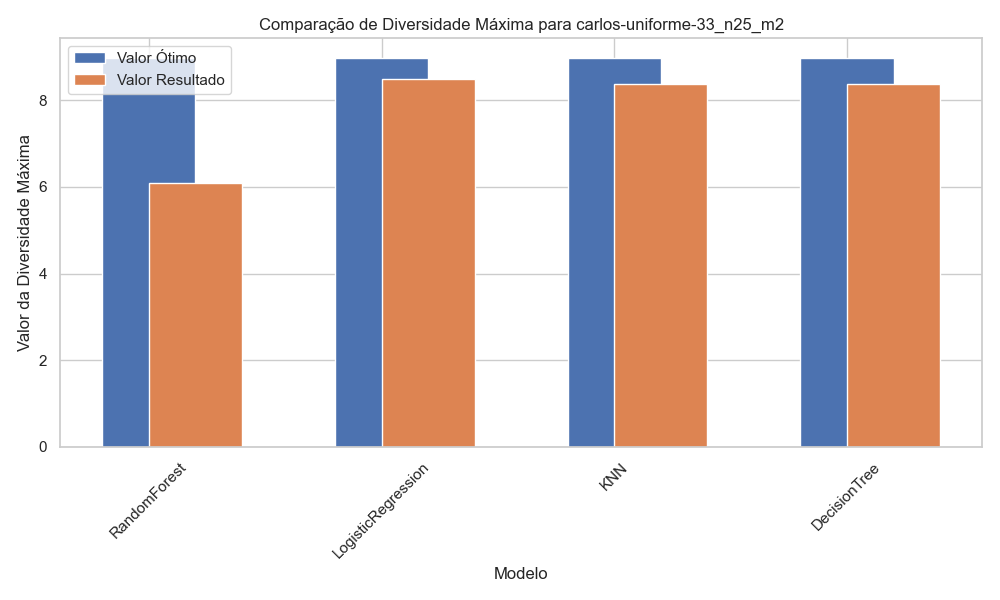 Comparação de Diversidade Máxima para carlos-uniforme-33_n25_m2
Valor Ótimo
Valor Resultado
Valor da Diversidade Máxima
8
6
4
2
0
RandomForest
LogisticRegression
KNN
DecisionTree
Modelo